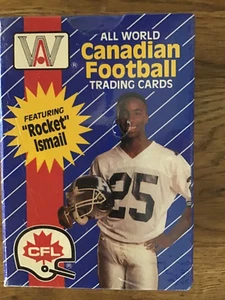 AW
®
ALL WORLD
Canadian
Football
TRADING CARDS
FEATURING
"Rocket"
Ismail
25
CFL
®